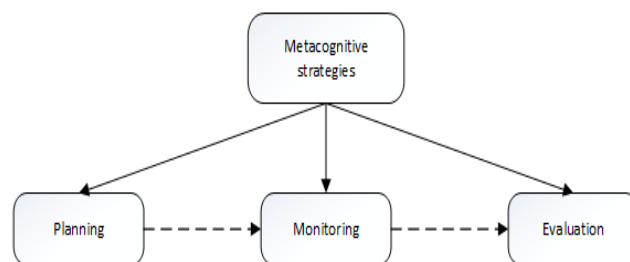 Metacognitive
strategies
Planning
Monitoring
Evaluation